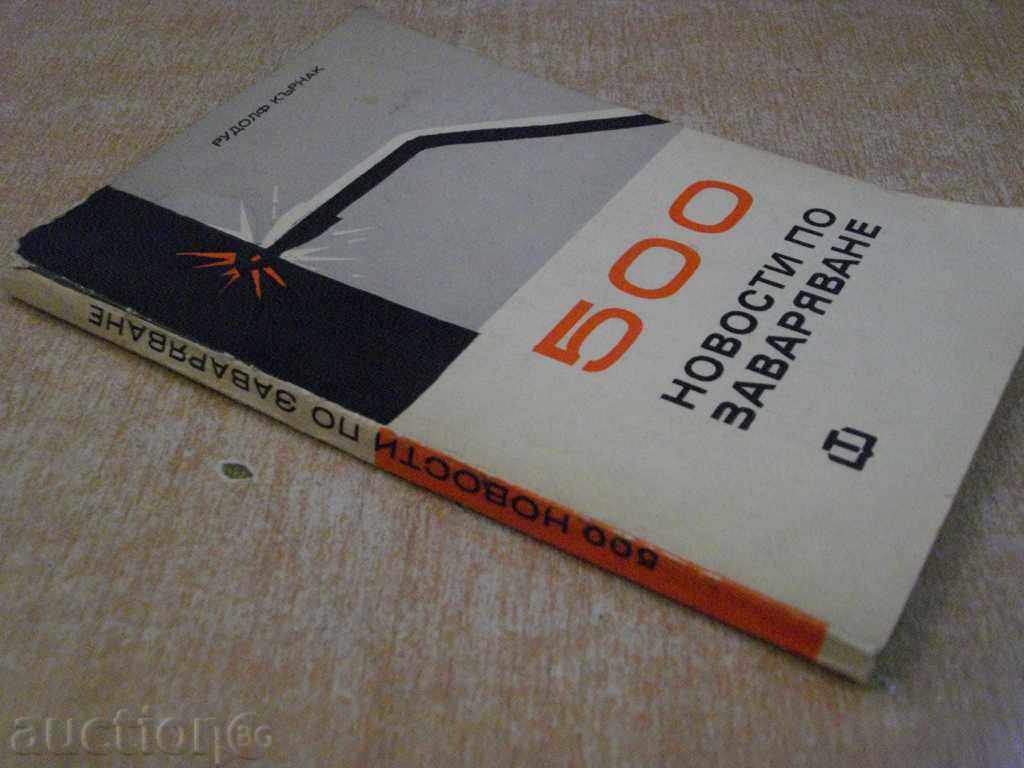 РУДОЛФ КЪРНАК
500
НОВОСТИ ПО
ЗАВАРЯВАНЕ
500 НОВОСТИ ПО ЗАВАРЯВАНЕ
auction.BG